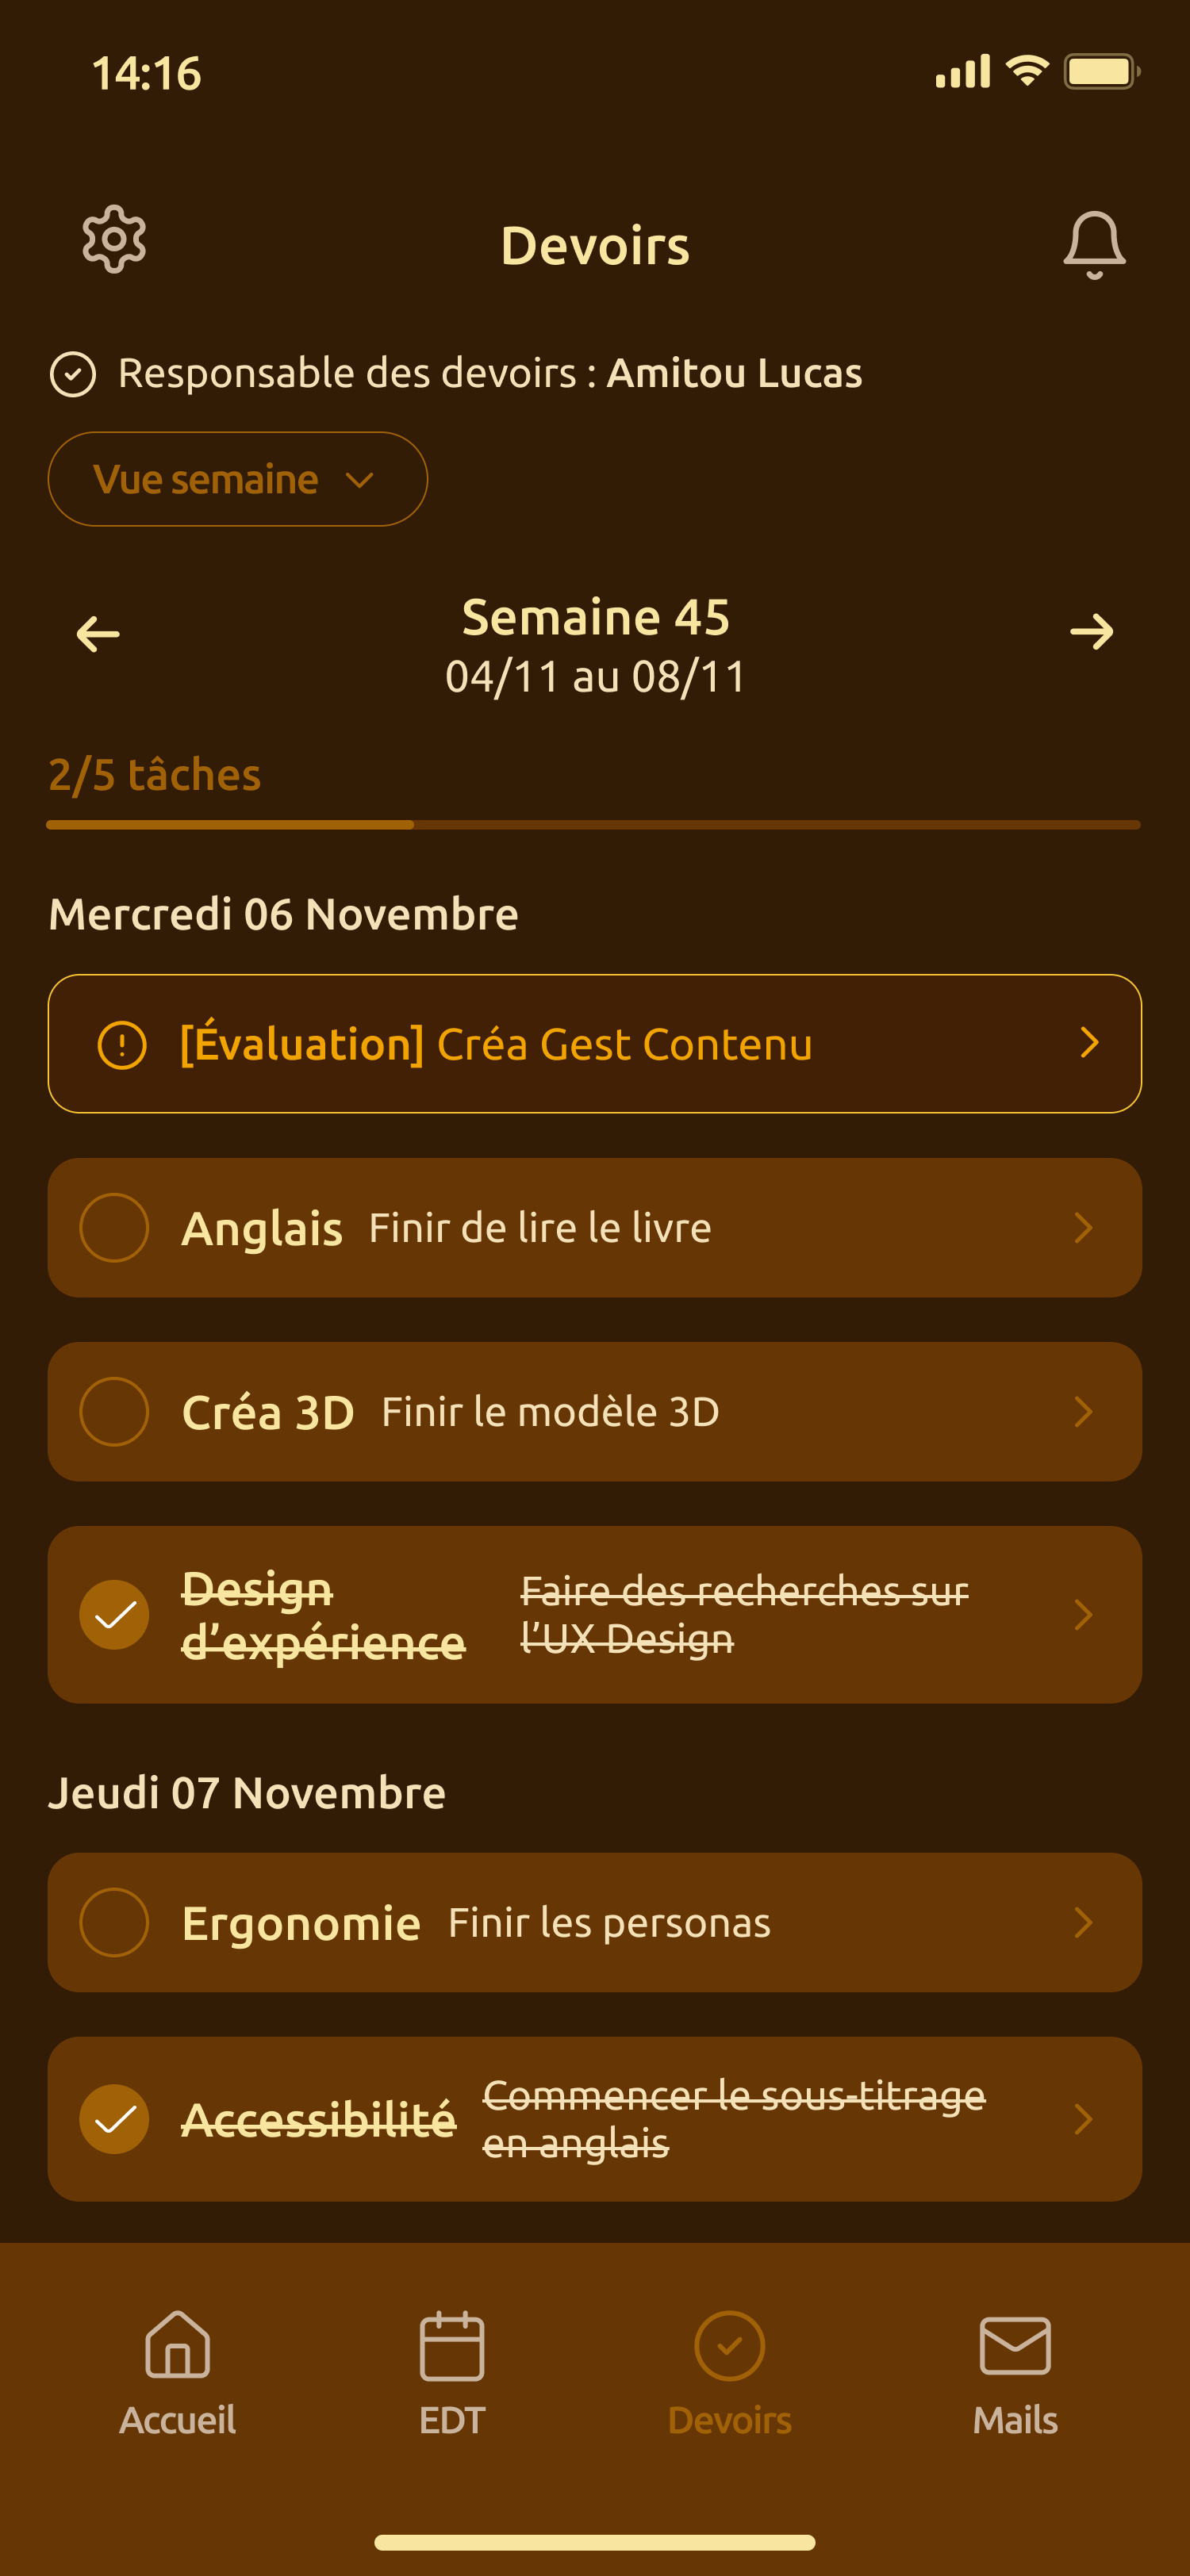 14:16
Devoirs
Responsable des devoirs : Amitou Lucas
Vue semaine
Semaine 45
04/11 au 08/11
2/5 tâches
Mercredi 06 Novembre
[Évaluation] Créa Gest Contenu
Anglais Finir de lire le livre
Créa 3D Finir le modèle 3D
Design
d’expérience
Faire des recherches sur
l’UX Design
Jeudi 07 Novembre
Ergonomie Finir les personas
Accessibilité
Commencer le sous-titrage
en anglais
Accueil
EDT
Devoirs
Mails